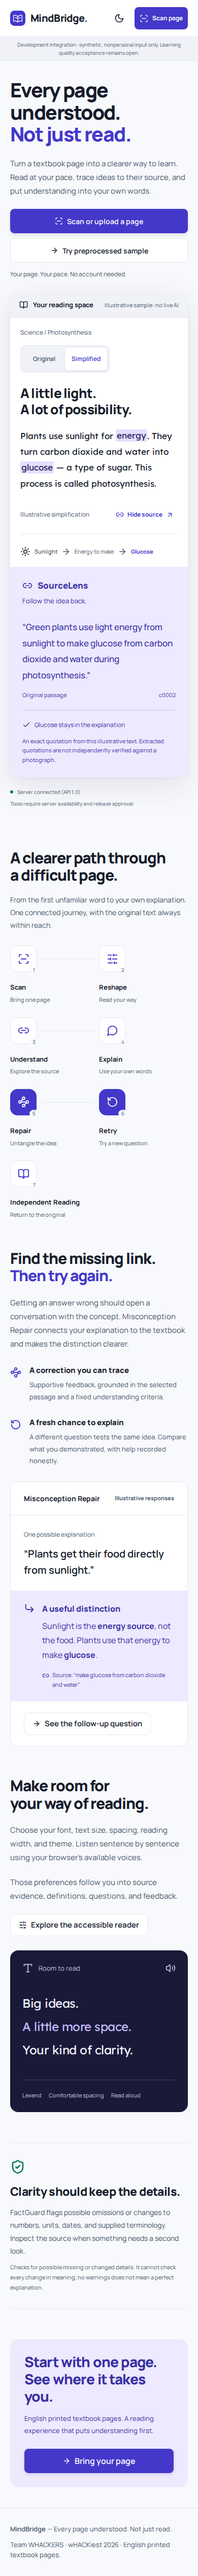 MindBridge.
Scan page
Development integration · synthetic, nonpersonal input only. Learning
quality acceptance remains open.
Every page
understood.
Not just read.
Turn a textbook page into a clearer way to learn.
Read at your pace, trace ideas to their source, and
put understanding into your own words.
Scan or upload a page
Try preprocessed sample
Your page. Your pace. No account needed.
Your reading space
Illustrative sample · no live AI
Science / Photosynthesis
Original
Simplified
A little light.
A lot of possibility.
Plants use sunlight for energy. They
turn carbon dioxide and water into
glucose — a type of sugar. This
process is called photosynthesis.
Illustrative simplification
Hide source
Sunlight
Energy to make
Glucose
SourceLens
Follow the idea back.
“Green plants use light energy from
sunlight to make glucose from carbon
dioxide and water during
photosynthesis.”
Original passage
c0002
Glucose stays in the explanation
An exact quotation from this illustrative text. Extracted
quotations are not independently verified against a
photograph.
Server connected (API 1.0)
Tools require server availability and release approval.
A clearer path through
a difficult page.
From the first unfamiliar word to your own explanation.
One connected journey, with the original text always
within reach.
1
2
Scan
Reshape
Bring one page
Read your way
3
4
Understand
Explain
Explore the source
Use your own words
5
6
Repair
Retry
Untangle the idea
Try a new question
7
Independent Reading
Return to the original
Find the missing link.
Then try again.
Getting an answer wrong should open a
conversation with the concept. Misconception
Repair connects your explanation to the textbook
and makes the distinction clearer.
A correction you can trace
Supportive feedback, grounded in the selected
passage and fixed understanding criteria.
A fresh chance to explain
A different question tests the same idea. Compare
what you demonstrated, with help recorded
honestly.
Misconception Repair
Illustrative responses
One possible explanation
“Plants get their food directly
from sunlight.”
A useful distinction
Sunlight is the energy source, not
the food. Plants use that energy to
make glucose.
Source: “make glucose from carbon dioxide
and water”
See the follow-up question
Make room for
your way of reading.
Choose your font, text size, spacing, reading
width, and theme. Listen sentence by sentence
using your browser's available voices.
Those preferences follow you into source
evidence, definitions, questions, and feedback.
Explore the accessible reader
Room to read
Big ideas.
A little more space.
Your kind of clarity.
Lexend
Comfortable spacing
Read aloud
Clarity should keep the details.
FactGuard flags possible omissions or changes to
numbers, units, dates, and supplied terminology.
Inspect the source when something needs a second
look.
Checks for possible missing or changed details. It cannot check
every change in meaning; no warnings does not mean a perfect
explanation.
Start with one page.
See where it takes
you.
English printed textbook pages. A reading
experience that puts understanding first.
Bring your page
MindBridge — Every page understood. Not just read.
Team WHACKERS · wHACKiest 2026 · English printed
textbook pages.